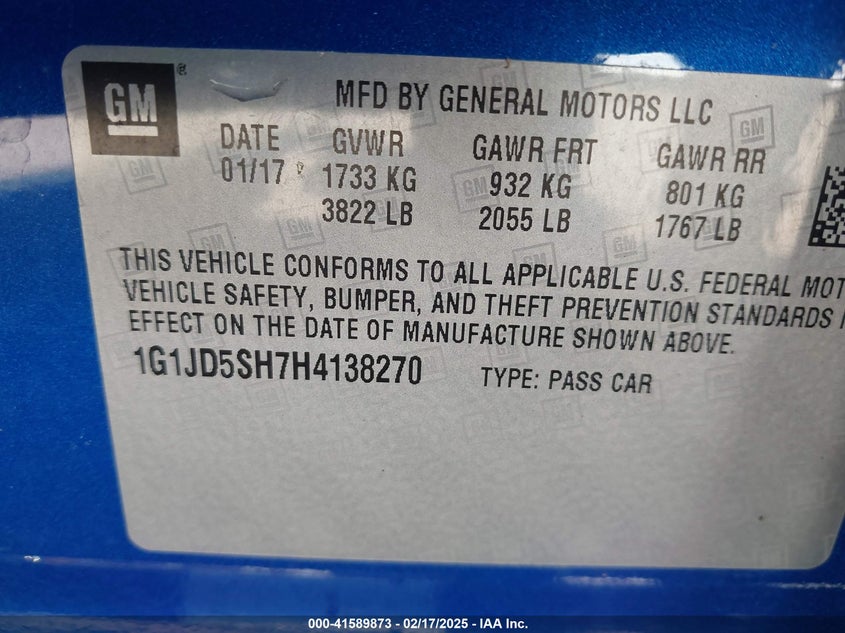 GM ®
MFD BY GENERAL MOTORS LLC
DATE GVWR GAWR FRT GAWR RR
01/17 1733 KG 932 KG 801 KG
3822 LB 2055 LB 1767 LB
THIS VEHICLE CONFORMS TO ALL APPLICABLE U.S. FEDERAL MOT
VEHICLE SAFETY, BUMPER, AND THEFT PREVENTION STANDARDS
EFFECT ON THE DATE OF MANUFACTURE SHOWN ABOVE.
1G1JD5SH7H4138270 TYPE: PASS CAR
000-41589873 - 02/17/2025 - IAA Inc.